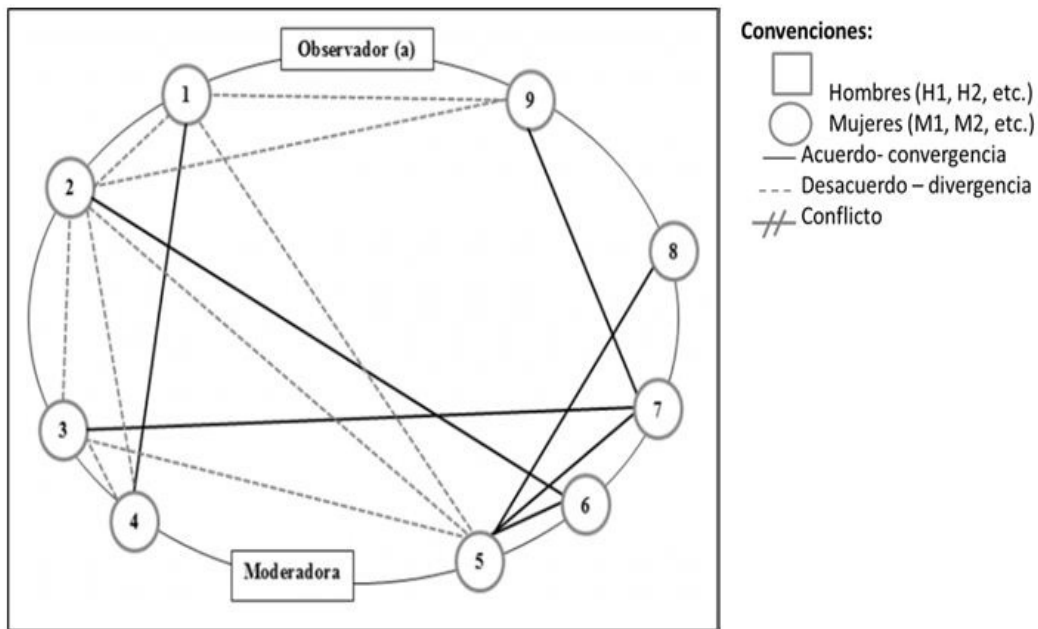 Observador (a)
1
9
2
8
3
7
4
6
5
Moderadora
Convenciones:
Hombres (H1, H2, etc.)
Mujeres (M1, M2, etc.)
Acuerdo- convergencia
Desacuerdo – divergencia
Conflicto